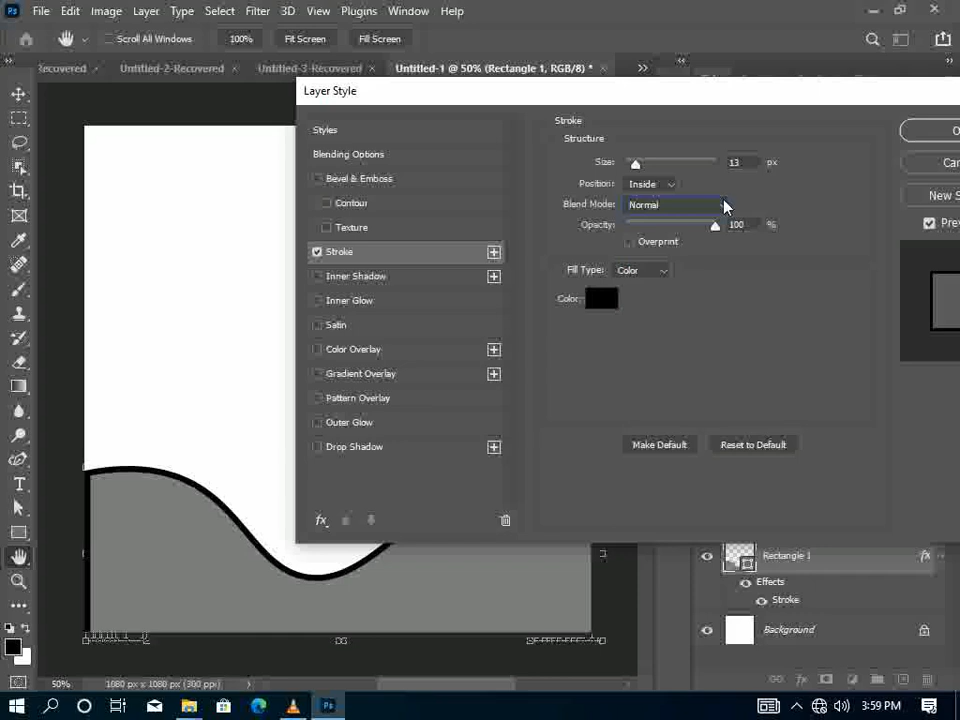 Ps File Edit Image Layer Type Select Filter 3D View Plugins Window Help
Scroll All Windows 100% Fit Screen Fill Screen
Recovered × Untitled-2-Recovered × Untitled-3-Recovered × Untitled-1 @ 50% (Rectangle 1, RGB/8) * ×
Layer Style
Styles
Blending Options
Bevel & Emboss
Contour
Texture
Stroke
Inner Shadow
Inner Glow
Satin
Color Overlay
Gradient Overlay
Pattern Overlay
Outer Glow
Drop Shadow
fx
Stroke
Structure
Size: 13 px
Position: Inside
Blend Mode: Normal
Opacity: 100 %
Overprint
Fill Type: Color
Color:
Make Default Reset to Default
O
Can
New S
Prev
Rectangle 1 fx
Effects
Stroke
Background
fx
50% 1080 px x 1080 px (300 ppi)
Ps 3:59 PM